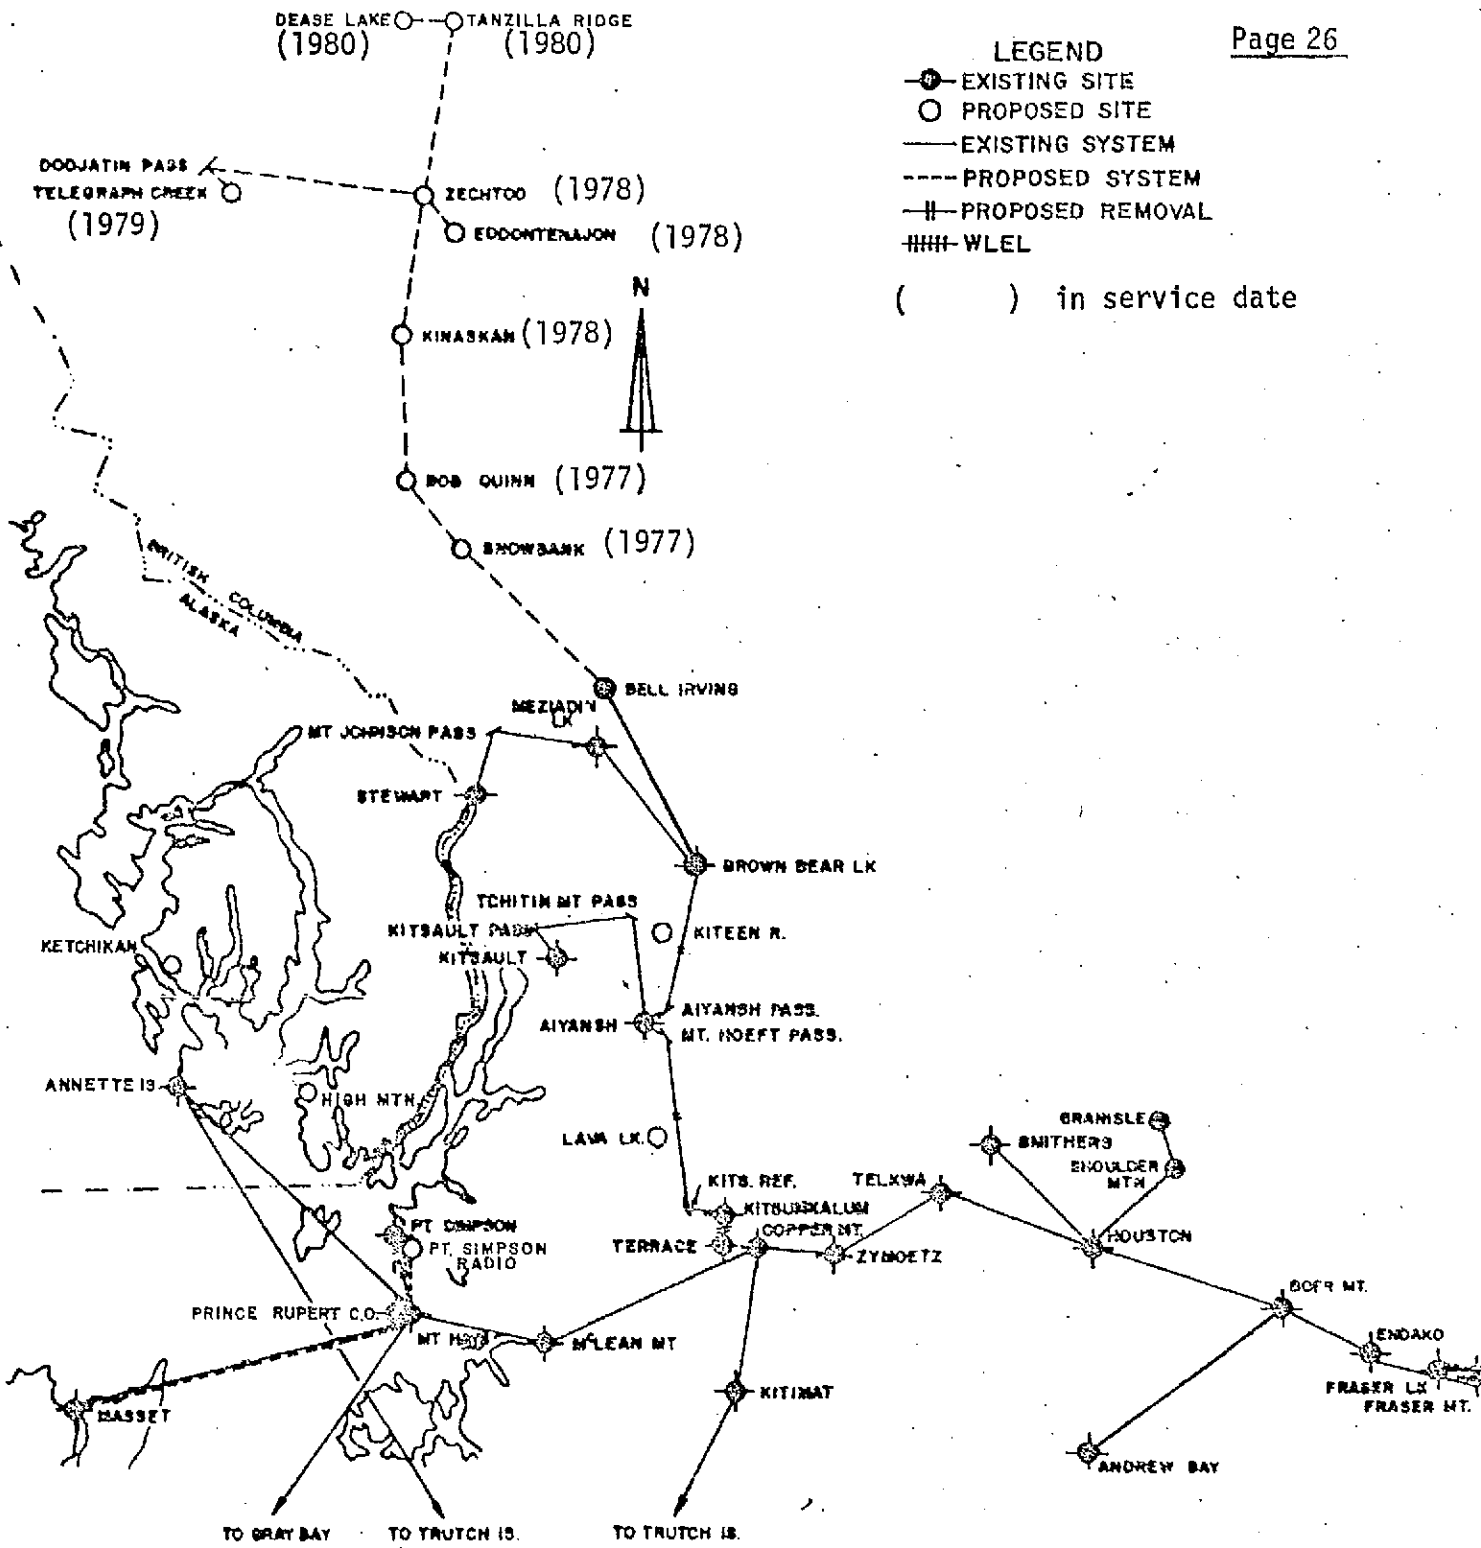 DEASE LAKE
(1980)
TANZILLA RIDGE
(1980)
Page 26
LEGEND
EXISTING SITE
PROPOSED SITE
EXISTING SYSTEM
PROPOSED SYSTEM
PROPOSED REMOVAL
WLEL
( ) in service date
DODJATIN PASS
TELEGRAPH CREEK
(1979)
ZECHTOO (1978)
EDDONTENAJON (1978)
N
KINASKAN (1978)
BOB QUINN (1977)
SNOWBANK (1977)
BRITISH COLUMBIA
ALASKA
BELL IRVING
MEZIADIN
LK
MT JOHNSON PASS
STEWART
BROWN BEAR LK
TCHITIN MT PASS
KITSAULT PASS
KITSAULT
KITEEN R.
KETCHIKAN
AIYANSH
AIYANSH PASS.
MT. HOEFT PASS.
ANNETTE IS
HIGH MTN.
LAVA LK.
GRANISLE
SMITHERS
SHOULDER
MTN
KITS. REF.
KITSUMKALUM
TELKWA
COPPER MT.
TERRACE
ZYMOETZ
HOUSTON
PT SIMPSON
PT. SIMPSON
RADIO
PRINCE RUPERT C.O.
MT HAYS
McLEAN MT
BOER MT.
ENDAKO
FRASER LK
FRASER MT.
MASSET
KITIMAT
ANDREW BAY
TO GRAY BAY
TO TRUTCH IS.
TO TRUTCH IS.